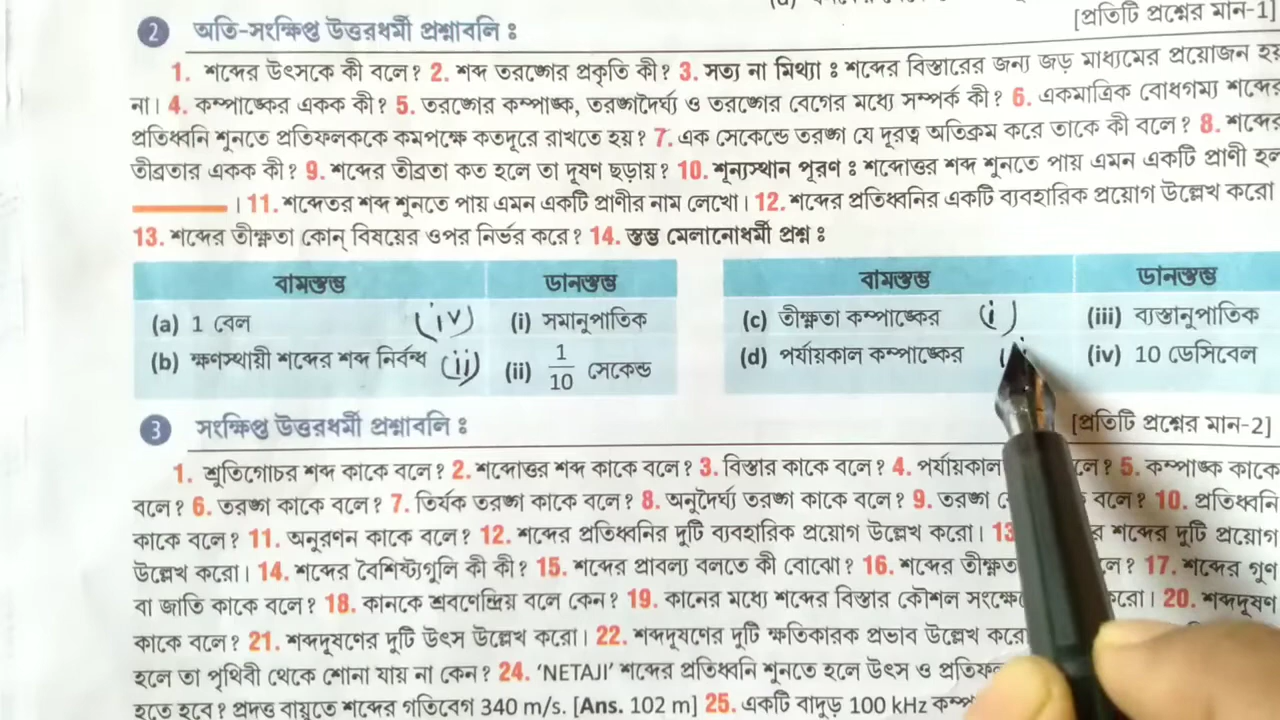 [প্রতিটি প্রশ্নের মান-1]
2 অতি-সংক্ষিপ্ত উত্তরধর্মী প্রশ্নাবলি :
1. শব্দের উৎসকে কী বলে? 2. শব্দ তরঙ্গের প্রকৃতি কী? 3. সত্য না মিথ্যা : শব্দের বিস্তারের জন্য জড় মাধ্যমের প্রয়োজন হয়
না। 4. কম্পাঙ্কের একক কী? 5. তরঙ্গের কম্পাঙ্ক, তরঙ্গদৈর্ঘ্য ও তরঙ্গের বেগের মধ্যে সম্পর্ক কী? 6. একমাত্রিক বোধগম্য শব্দের
প্রতিধ্বনি শুনতে প্রতিফলককে কমপক্ষে কতদূরে রাখতে হয়? 7. এক সেকেন্ডে তরঙ্গ যে দূরত্ব অতিক্রম করে তাকে কী বলে? 8. শব্দের
তীব্রতার একক কী? 9. শব্দের তীব্রতা কত হলে তা দূষণ ছড়ায়? 10. শূন্যস্থান পূরণ : শব্দোত্তর শব্দ শুনতে পায় এমন একটি প্রাণী হল
। 11. শব্দেতর শব্দ শুনতে পায় এমন একটি প্রাণীর নাম লেখো। 12. শব্দের প্রতিধ্বনির একটি ব্যবহারিক প্রয়োগ উল্লেখ করো
13. শব্দের তীক্ষ্ণতা কোন্ বিষয়ের ওপর নির্ভর করে? 14. স্তম্ভ মেলানোধর্মী প্রশ্ন :
বামস্তম্ভ ডানস্তম্ভ
(a) 1 বেল (iv) (i) সমানুপাতিক
(b) ক্ষণস্থায়ী শব্দের শব্দ নির্বন্ধ (ii) (ii) 1/10 সেকেন্ড
বামস্তম্ভ ডানস্তম্ভ
(c) তীক্ষ্ণতা কম্পাঙ্কের (i) (iii) ব্যস্তানুপাতিক
(d) পর্যায়কাল কম্পাঙ্কের (iv) 10 ডেসিবেল
3 সংক্ষিপ্ত উত্তরধর্মী প্রশ্নাবলি : [প্রতিটি প্রশ্নের মান-2]
1. শ্রুতিগোচর শব্দ কাকে বলে? 2. শব্দোত্তর শব্দ কাকে বলে? 3. বিস্তার কাকে বলে? 4. পর্যায়কাল বলে? 5. কম্পাঙ্ক কাকে
বলে? 6. তরঙ্গ কাকে বলে? 7. তির্যক তরঙ্গ কাকে বলে? 8. অনুদৈর্ঘ্য তরঙ্গ কাকে বলে? 9. তরঙ্গ বলে? 10. প্রতিধ্বনি
কাকে বলে? 11. অনুরণন কাকে বলে? 12. শব্দের প্রতিধ্বনির দুটি ব্যবহারিক প্রয়োগ উল্লেখ করো। 13 শব্দের দুটি প্রয়োগ
উল্লেখ করো। 14. শব্দের বৈশিষ্ট্যগুলি কী কী? 15. শব্দের প্রাবল্য বলতে কী বোঝো? 16. শব্দের 17. শব্দের গুণ
বা জাতি কাকে বলে? 18. কানকে শ্রবণেন্দ্রিয় বলে কেন? 19. কানের মধ্যে শব্দের বিস্তার কৌশল করো। 20. শব্দদূষণ
কাকে বলে? 21. শব্দদূষণের দুটি উৎস উল্লেখ করো। 22. শব্দদূষণের দুটি ক্ষতিকারক প্রভাব উল্লেখ
হলে তা পৃথিবী থেকে শোনা যায় না কেন? 24. ‘NETAJI’ শব্দের প্রতিধ্বনি শুনতে হলে উৎস ও
হতে হবে? প্রদত্ত বায়ুতে শব্দের গতিবেগ 340 m/s. [Ans. 102 m] 25. একটি বাদুড় 100 kHz